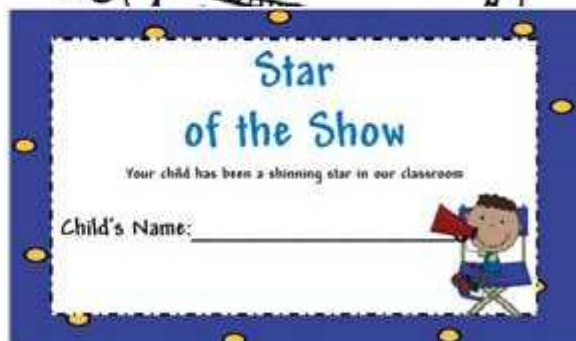 Star
of the Show
Your child has been a shinning star in our classroom
Child's Name: